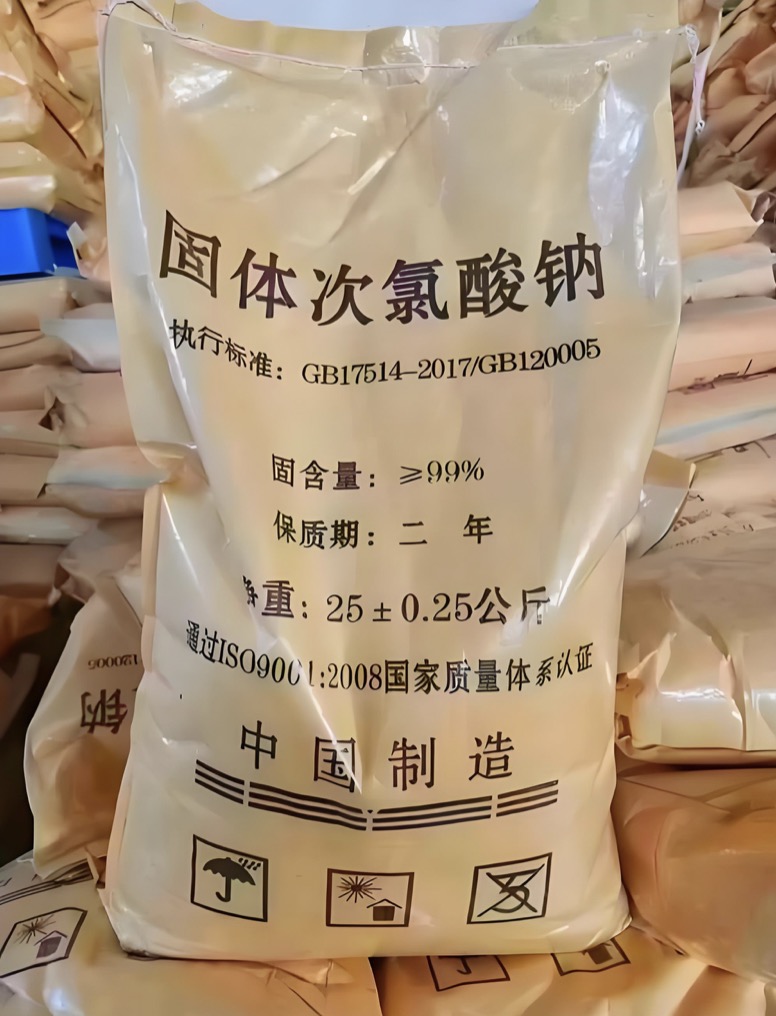 固体次氯酸钠
执行标准：GB17514-2017/GB120005
固含量：≥99%
保质期：二 年
净重：25±0.25公斤
通过ISO9001:2008国家质量体系认证
中国制造
120005
钠